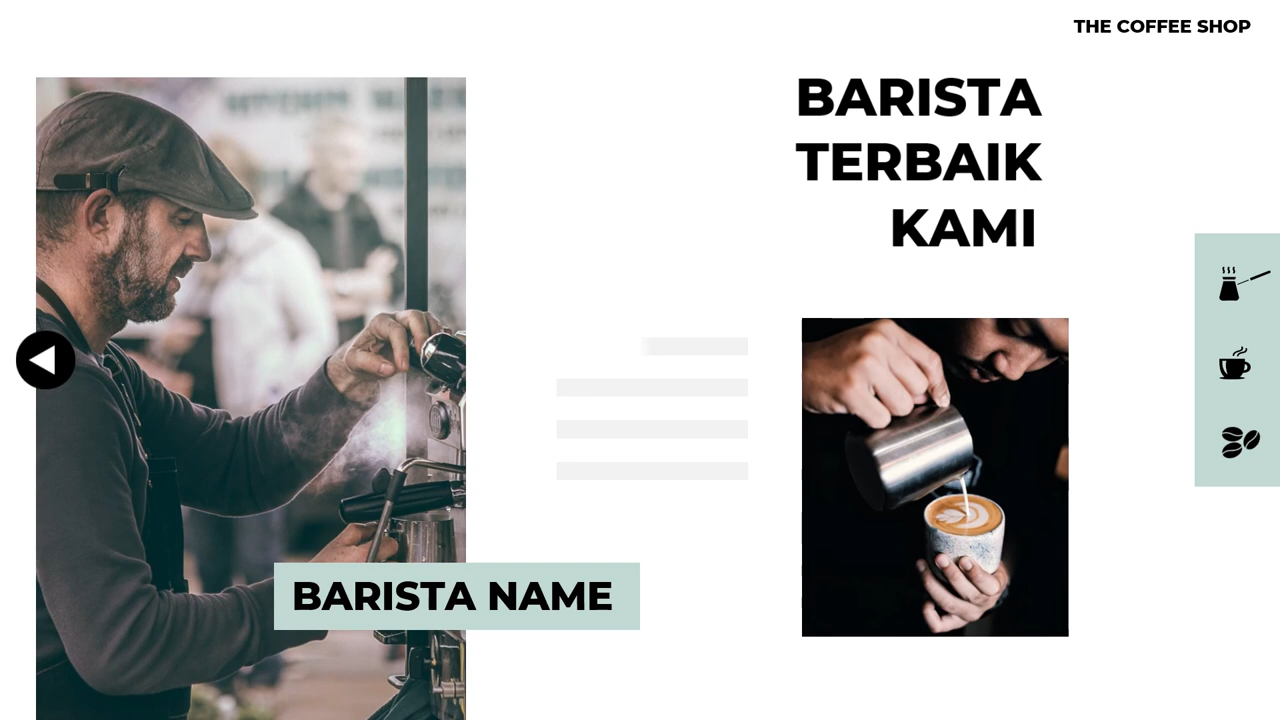 THE COFFEE SHOP
BARISTA
TERBAIK
KAMI
BARISTA NAME